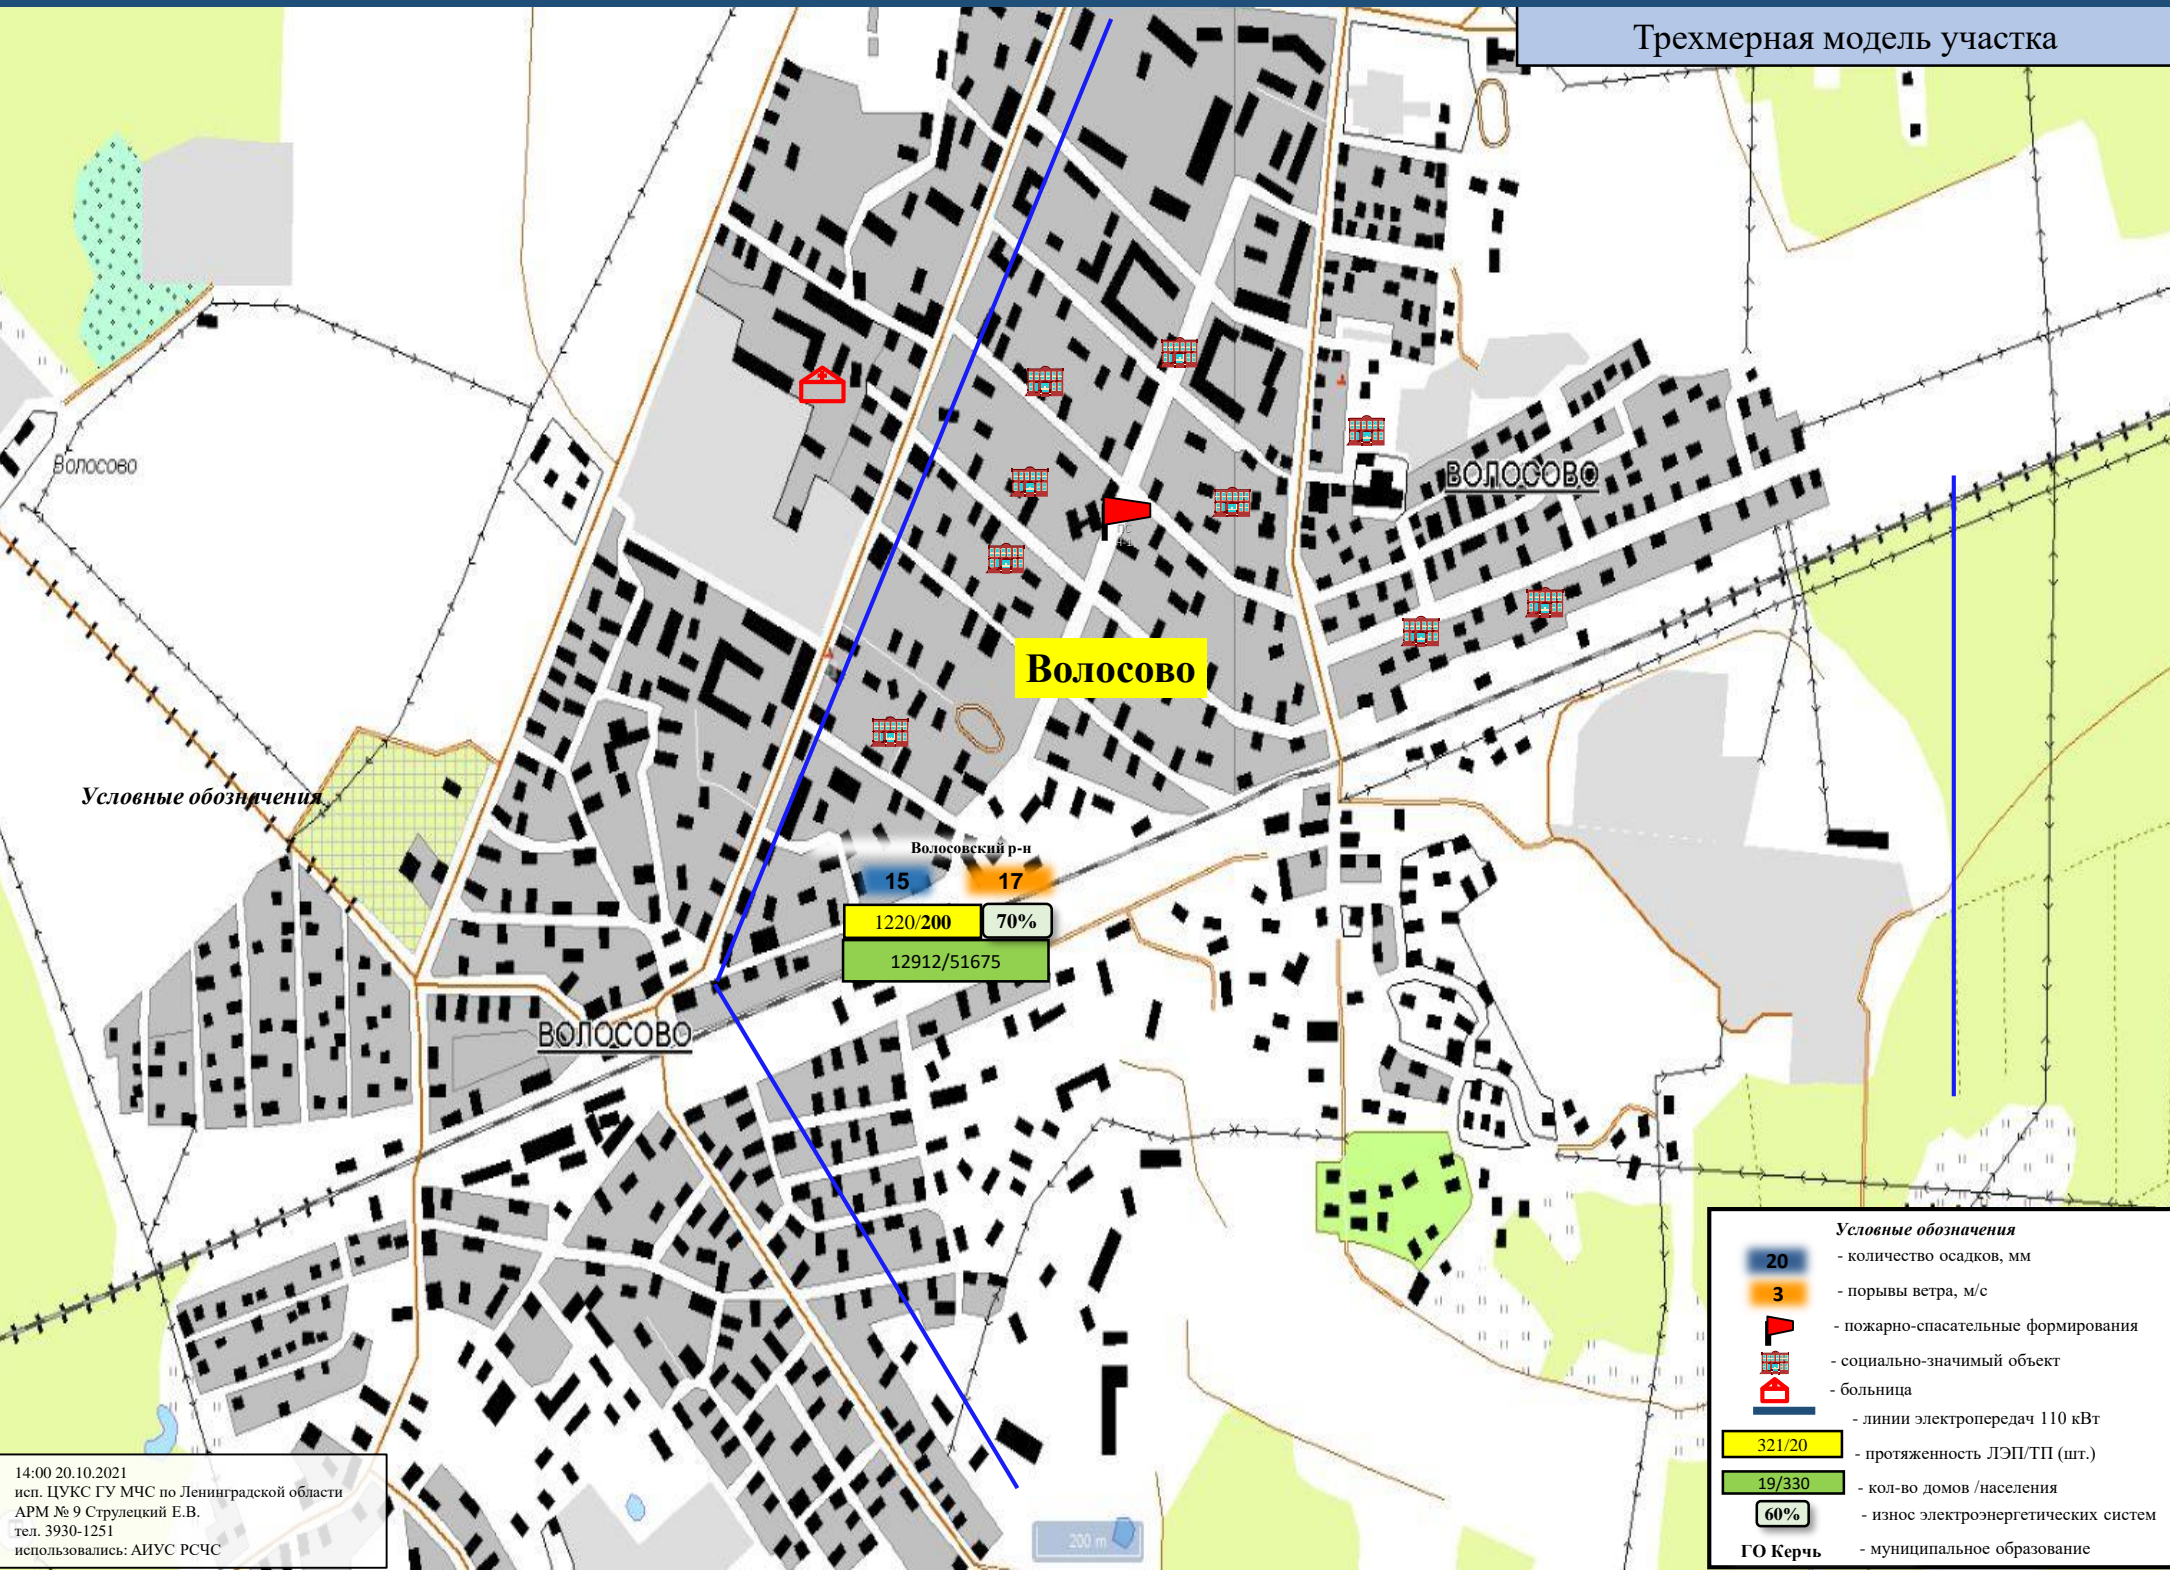 Трехмерная модель участка
Волосово
ВОЛОСОВО
Волосово
Условные обозначения
Волосовский р-н
15
17
1220/200
70%
12912/51675
ВОЛОСОВО
Условные обозначения
20 - количество осадков, мм
3 - порывы ветра, м/с
- пожарно-спасательные формирования
- социально-значимый объект
- больница
- линии электропередач 110 кВт
321/20 - протяженность ЛЭП/ТП (шт.)
19/330 - кол-во домов /населения
60% - износ электроэнергетических систем
ГО Керчь - муниципальное образование
14:00 20.10.2021
исп. ЦУКС ГУ МЧС по Ленинградской области
АРМ № 9 Струлецкий Е.В.
тел. 3930-1251
использовались: АИУС РСЧС
200 m